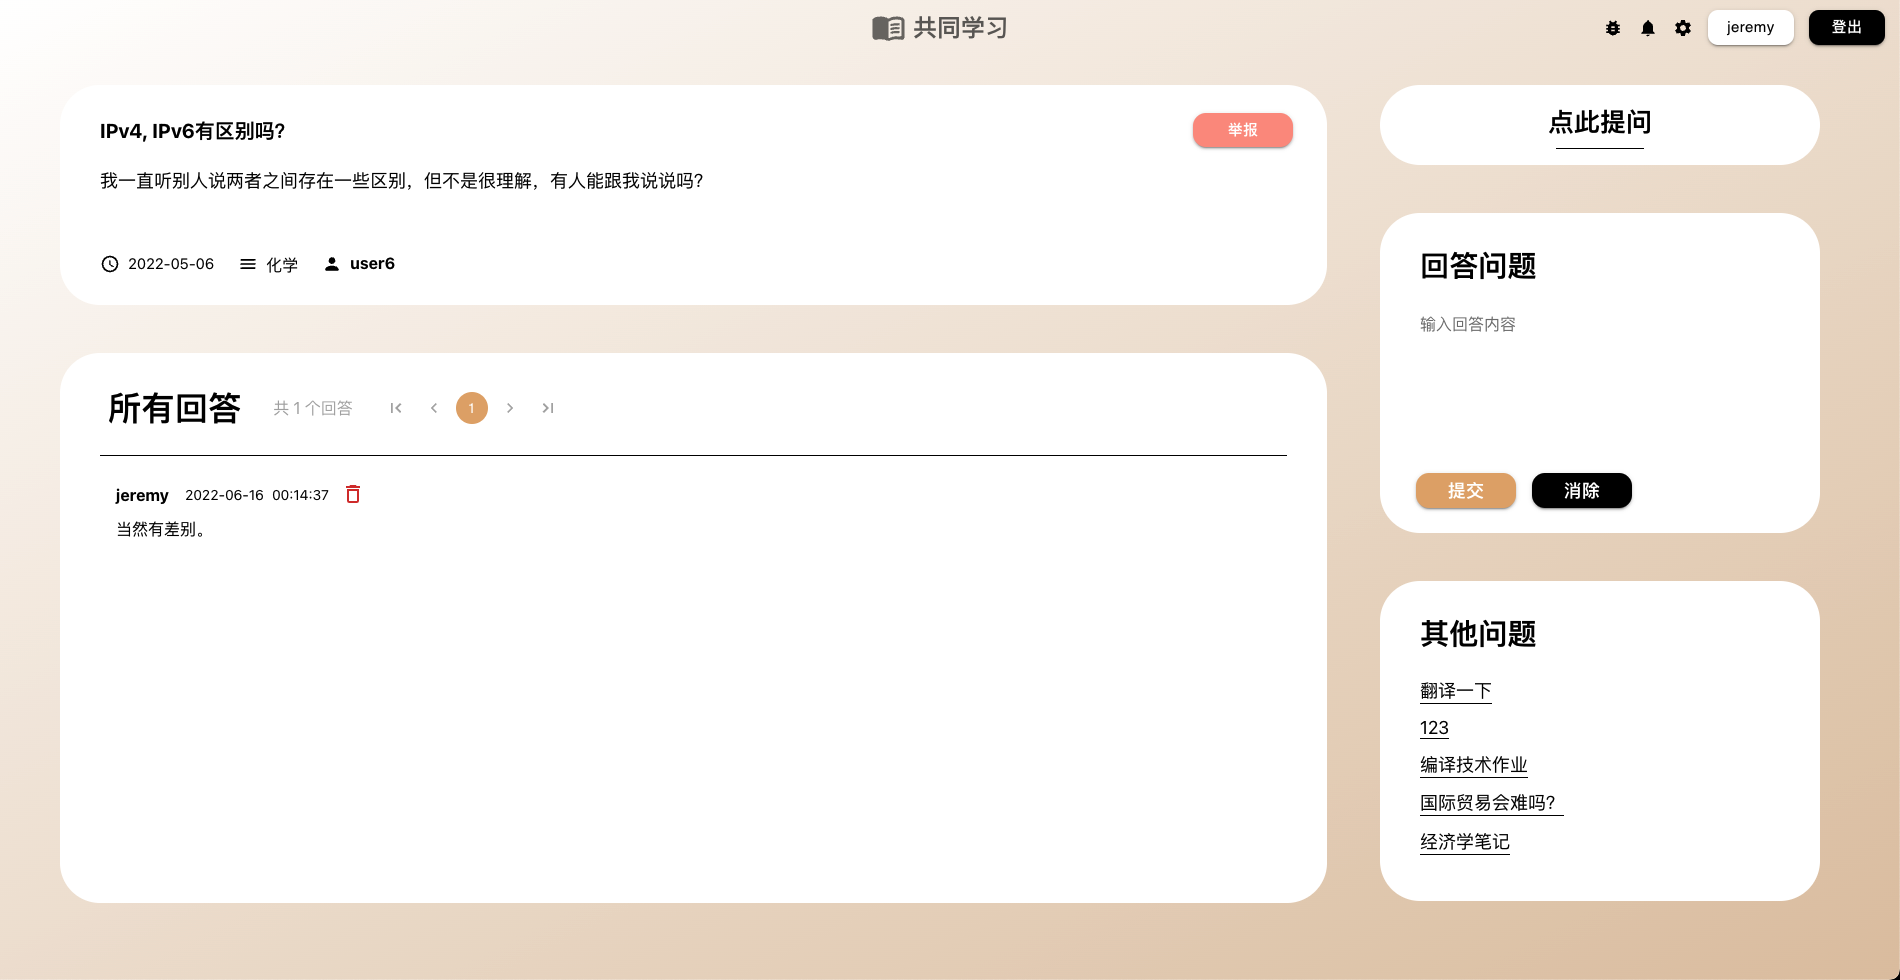 共同学习
jeremy
登出
IPv4, IPv6有区别吗?
举报
我一直听别人说两者之间存在一些区别，但不是很理解，有人能跟我说说吗?
2022-05-06 化学 user6
所有回答 共 1 个回答 1
jeremy 2022-06-16 00:14:37
当然有差别。
点此提问
回答问题
输入回答内容
提交 消除
其他问题
翻译一下
123
编译技术作业
国际贸易会难吗?
经济学笔记